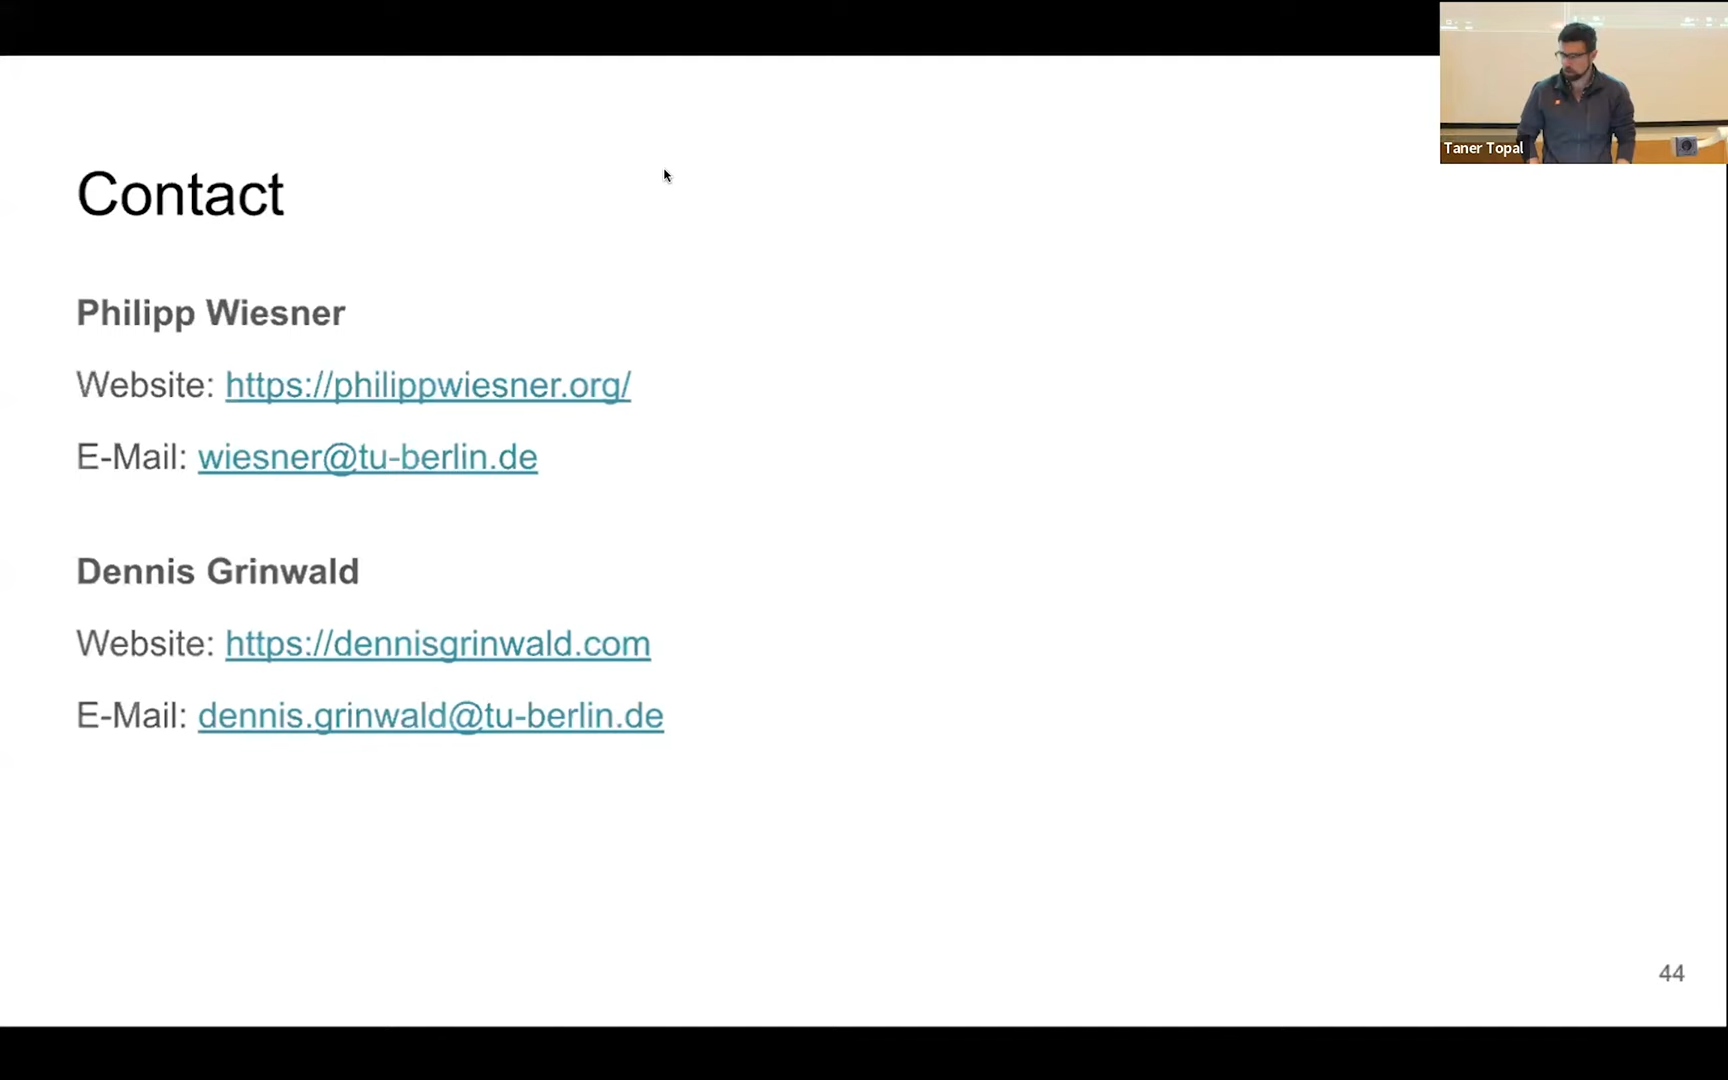 Taner Topal
Contact
Philipp Wiesner
Website: https://philippwiesner.org/
E-Mail: wiesner@tu-berlin.de
Dennis Grinwald
Website: https://dennisgrinwald.com
E-Mail: dennis.grinwald@tu-berlin.de
44